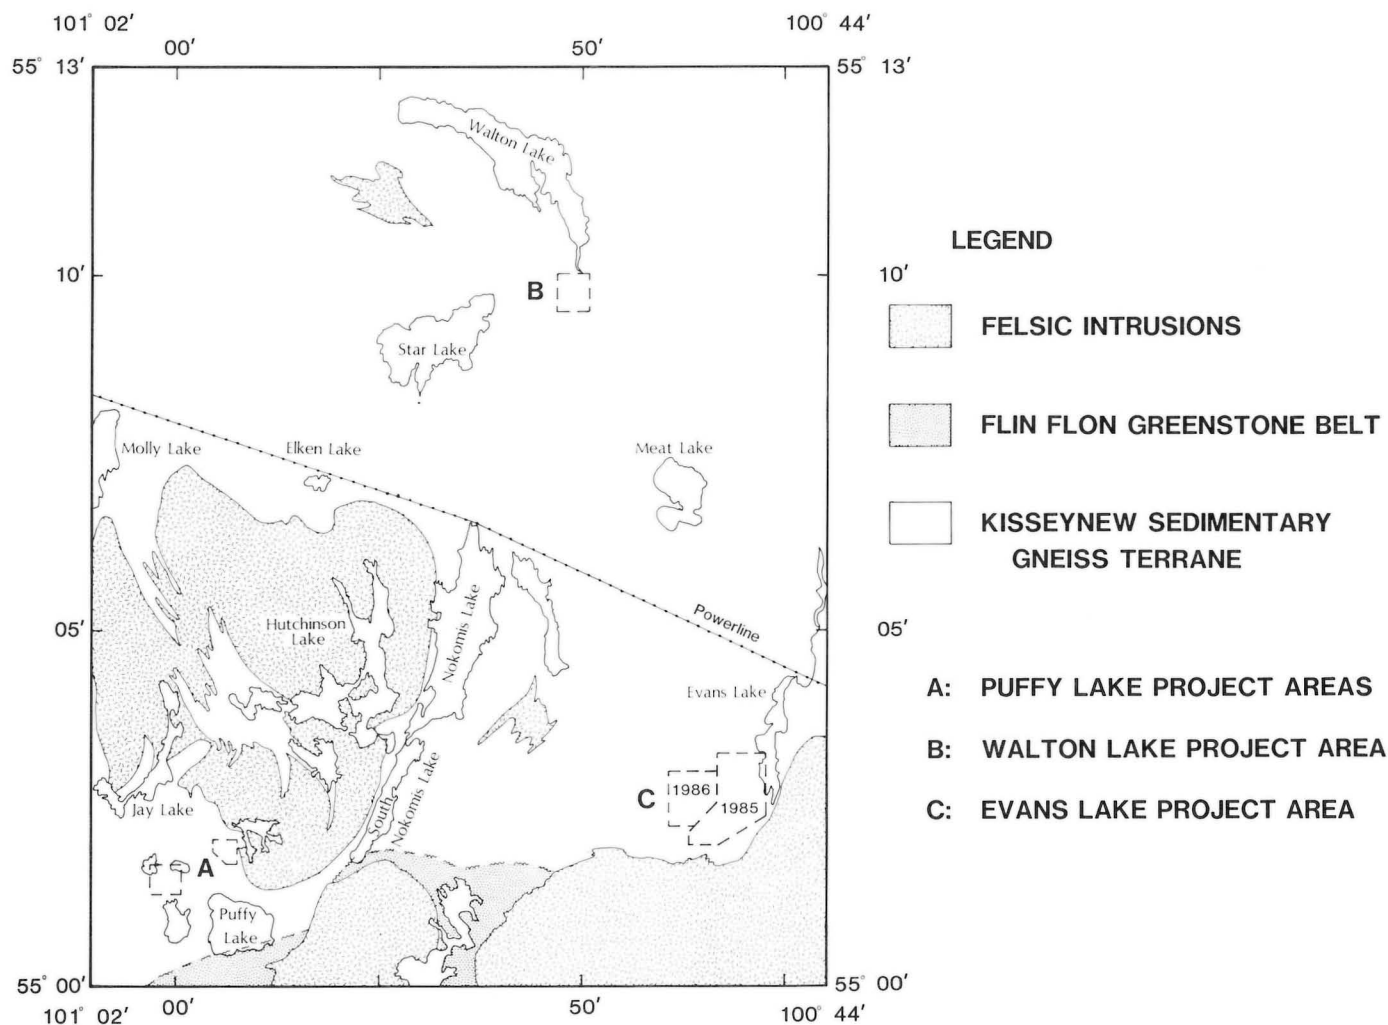 101° 02′ 100° 44′
00′ 50′
55° 13′ 55° 13′
Walton Lake
LEGEND
10′ 10′
B
FELSIC INTRUSIONS
Star Lake
FLIN FLON GREENSTONE BELT
Molly Lake Elken Lake Meat Lake
KISSEYNEW SEDIMENTARY
GNEISS TERRANE
Hutchinson
Lake
Nokomis Lake
Powerline
05′ 05′
Evans Lake
A: PUFFY LAKE PROJECT AREAS
B: WALTON LAKE PROJECT AREA
C: EVANS LAKE PROJECT AREA
C
1986
1985
Jay Lake
South
Nokomis Lake
A
Puffy
Lake
55° 00′ 55° 00′
00′ 50′
101° 02′ 100° 44′